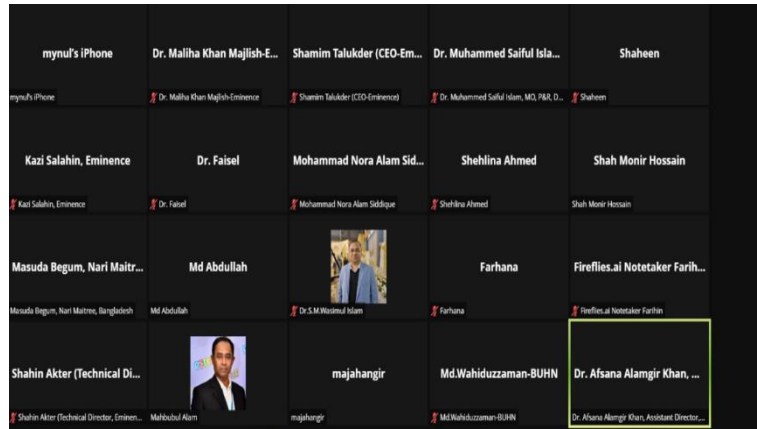 mynul's iPhone
Dr. Maliha Khan Majlish-E...
Shamim Talukder (CEO-Em...
Dr. Muhammed Saiful Isla...
Shaheen
mynul's iPhone
Dr. Maliha Khan Majlish-Eminence
Shamim Talukder (CEO-Eminence)
Dr. Muhammed Saiful Islam, MO, P&R, D...
Shaheen
Kazi Salahin, Eminence
Dr. Faisel
Mohammad Nora Alam Sid...
Shehlina Ahmed
Shah Monir Hossain
Kazi Salahin, Eminence
Dr. Faisel
Mohammad Nora Alam Siddique
Shehlina Ahmed
Shah Monir Hossain
Masuda Begum, Nari Maitr...
Md Abdullah
Farhana
Fireflies.ai Notetaker Farih...
Masuda Begum, Nari Maitree, Bangladesh
Md Abdullah
Dr.S.M.Wasimul Islam
Farhana
Fireflies.ai Notetaker Farihin
Shahin Akter (Technical Di...
majahangir
Md.Wahiduzzaman-BUHN
Dr. Afsana Alamgir Khan, ...
Shahin Akter (Technical Director, Eminen...
Mahbubul Alam
majahangir
Md.Wahiduzzaman-BUHN
Dr. Afsana Alamgir Khan, Assistant Director,...